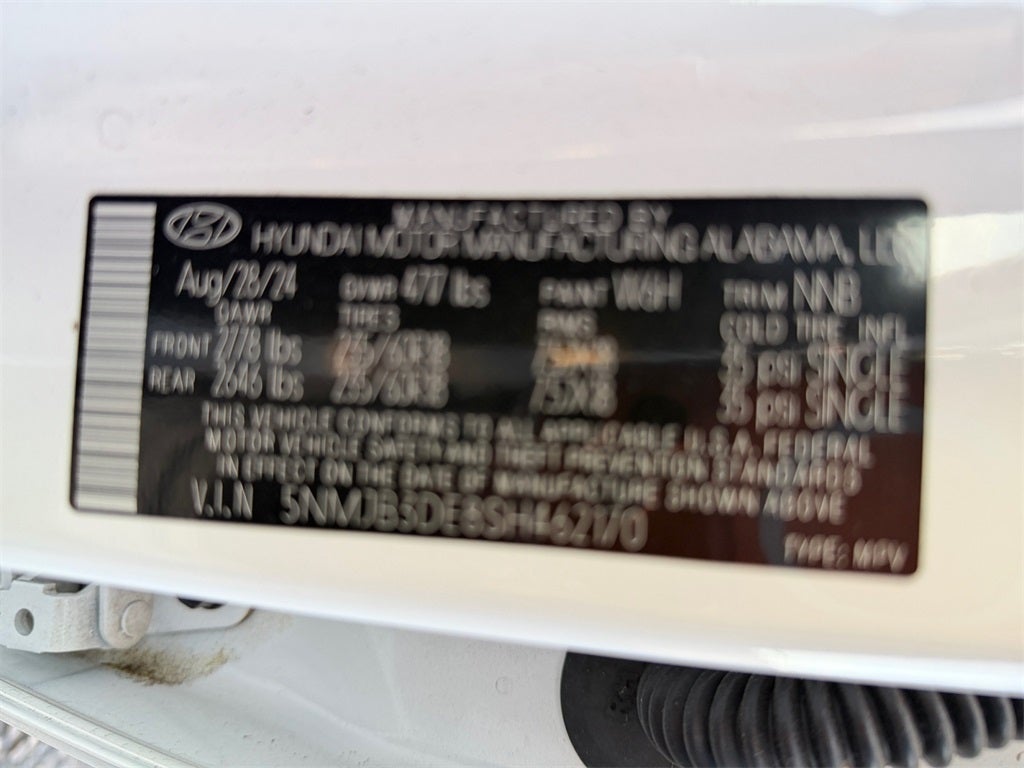 MANUFACTURED BY
HYUNDAI MOTOR MANUFACTURING ALABAMA, LLC
Aug/28/24 GVWR lbs PAINT W6H TRIM NNB
GAWR TIRES RIMS COLD TIRE INFL
FRONT 2778 lbs 35 psi SINGLE
REAR 2646 lbs 35 psi SINGLE
THIS VEHICLE CONFORMS TO ALL APPLICABLE U.S.A. FEDERAL
MOTOR VEHICLE SAFETY AND THEFT PREVENTION STANDARDS
IN EFFECT ON THE DATE OF MANUFACTURE SHOWN ABOVE
V.I.N
TYPE: MPV